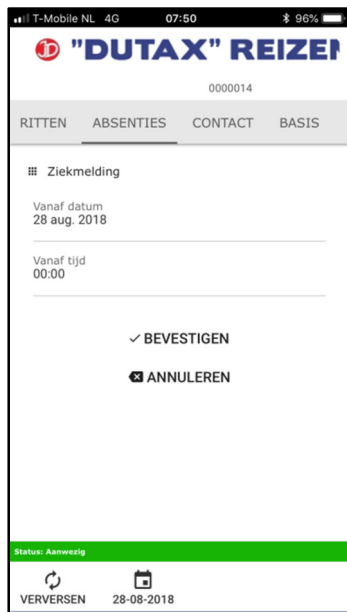 T-Mobile NL 4G 07:50 96%
"DUTAX" REIZEN
0000014
RITTEN ABSENTIES CONTACT BASIS
Ziekmelding
Vanaf datum
28 aug. 2018
Vanaf tijd
00:00
BEVESTIGEN
ANNULEREN
Status: Aanwezig
VERVERSEN 28-08-2018